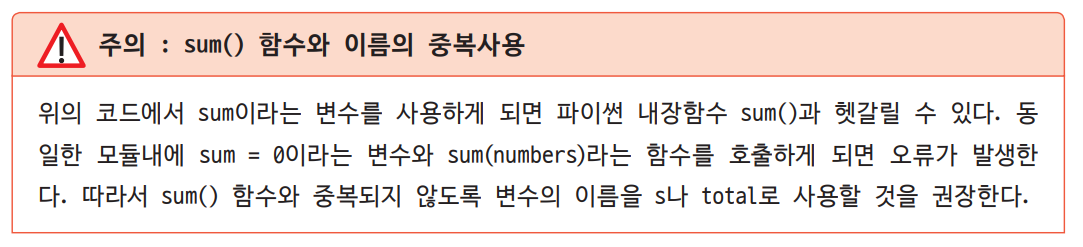 주의 : sum() 함수와 이름의 중복사용
위의 코드에서 sum이라는 변수를 사용하게 되면 파이썬 내장함수 sum()과 헷갈릴 수 있다. 동
일한 모듈내에 sum = 0이라는 변수와 sum(numbers)라는 함수를 호출하게 되면 오류가 발생한
다. 따라서 sum() 함수와 중복되지 않도록 변수의 이름을 s나 total로 사용할 것을 권장한다.